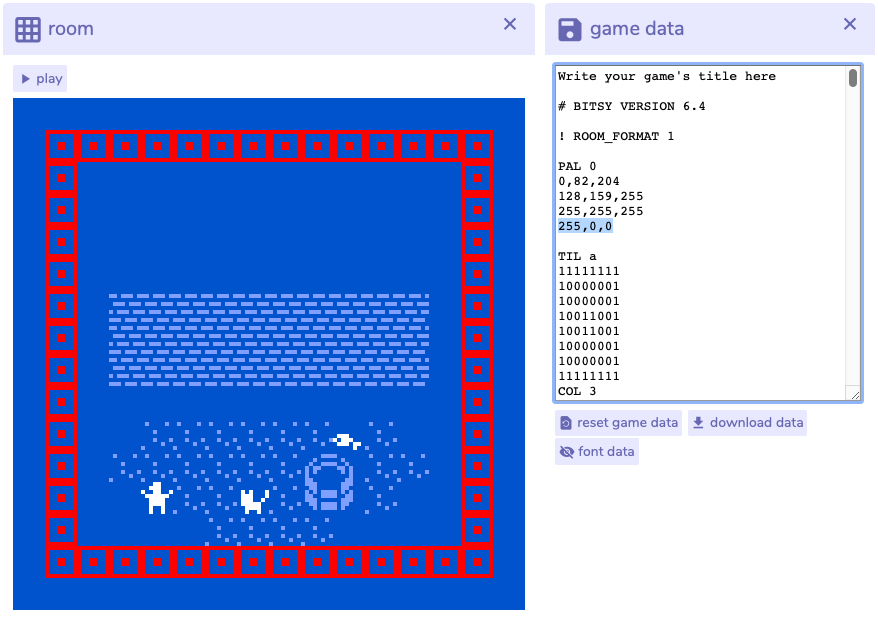 room
play
game data
Write your game's title here
# BITSY VERSION 6.4
! ROOM_FORMAT 1
PAL 0
0,82,204
128,159,255
255,255,255
255,0,0
TIL a
11111111
10000001
10000001
10011001
10011001
10000001
10000001
11111111
COL 3
reset game data
download data
font data